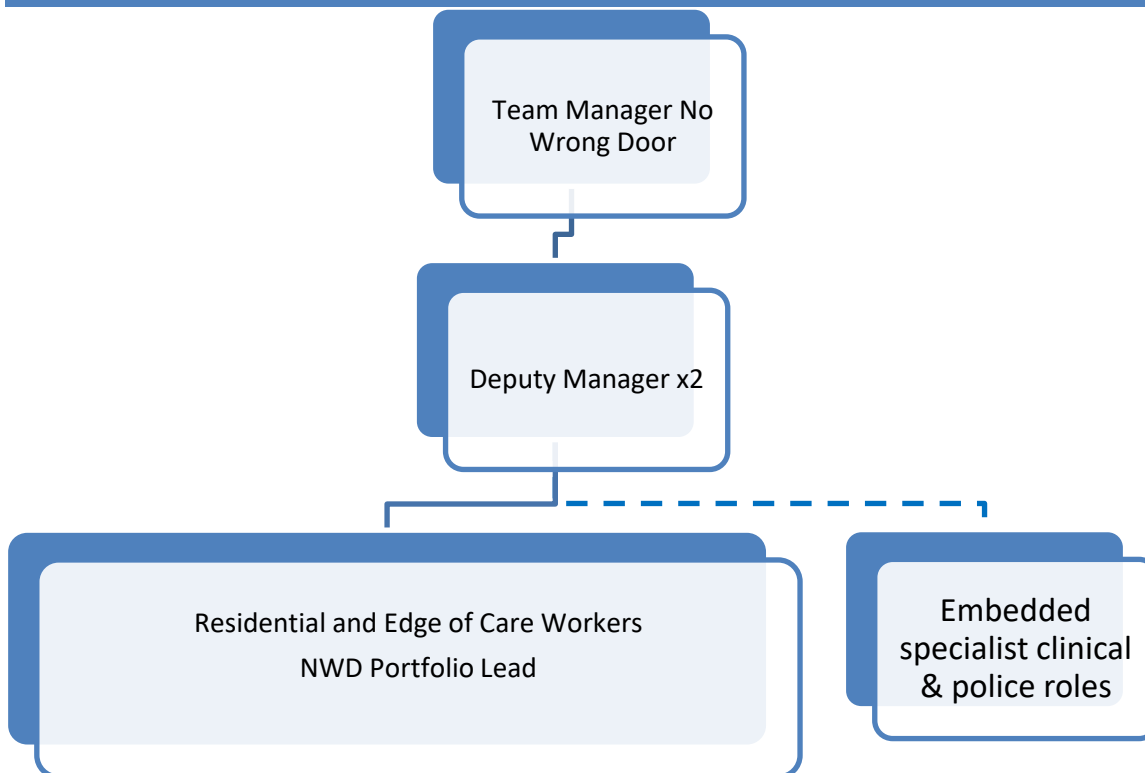 Team Manager No
Wrong Door
Deputy Manager x2
Residential and Edge of Care Workers
NWD Portfolio Lead
Embedded
specialist clinical
& police roles